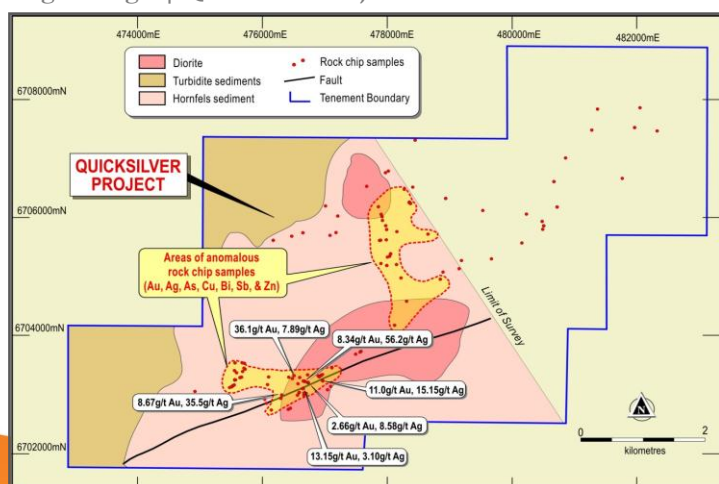 474000mE
476000mE
478000mE
480000mE
482000mE
Diorite
Turbidite sediments
Hornfels sediment
Rock chip samples
Fault
Tenement Boundary
6708000mN
QUICKSILVER
PROJECT
6706000mN
Areas of anomalous
rock chip samples
(Au, Ag, As, Cu, Bi, Sb, & Zn)
Limit of Survey
6704000mN
36.1g/t Au, 7.89g/t Ag
8.34g/t Au, 56.2g/t Ag
8.67g/t Au, 35.5g/t Ag
11.0g/t Au, 15.15g/t Ag
2.66g/t Au, 8.58g/t Ag
13.15g/t Au, 3.10g/t Ag
6702000mN
N
0 2
kilometres